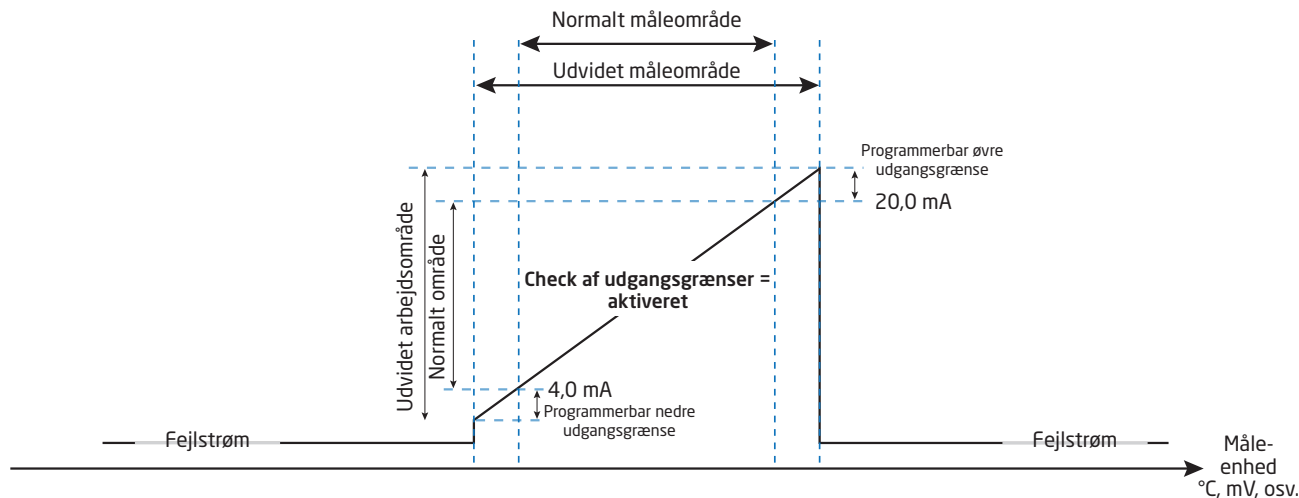 Normalt måleområde
Udvidet måleområde
Programmerbar øvre
udgangsgrænse
20,0 mA
Udvidet arbejdsområde
Normalt område
Check af udgangsgrænser =
aktiveret
4,0 mA
Programmerbar nedre
udgangsgrænse
Fejlstrøm
Fejlstrøm
Måle-
enhed
°C, mV, osv.